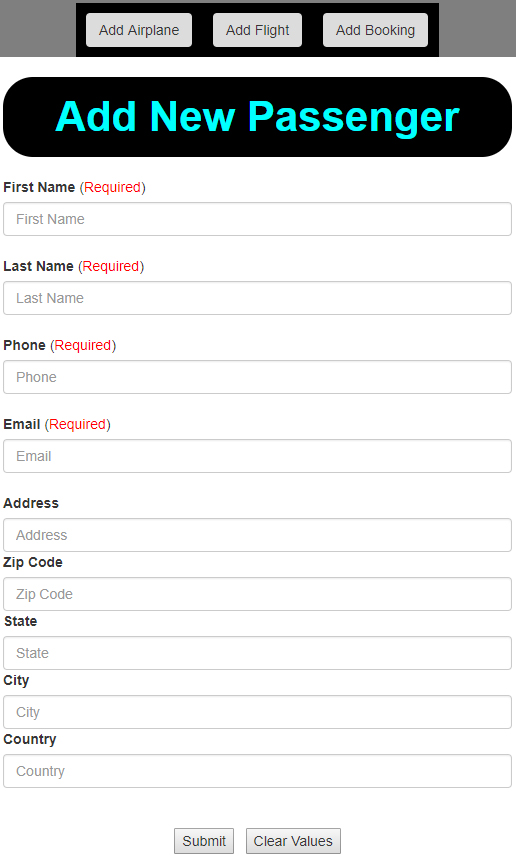 Add Airplane Add Flight Add Booking
Add New Passenger
First Name (Required)
First Name
Last Name (Required)
Last Name
Phone (Required)
Phone
Email (Required)
Email
Address
Address
Zip Code
Zip Code
State
State
City
City
Country
Country
Submit Clear Values